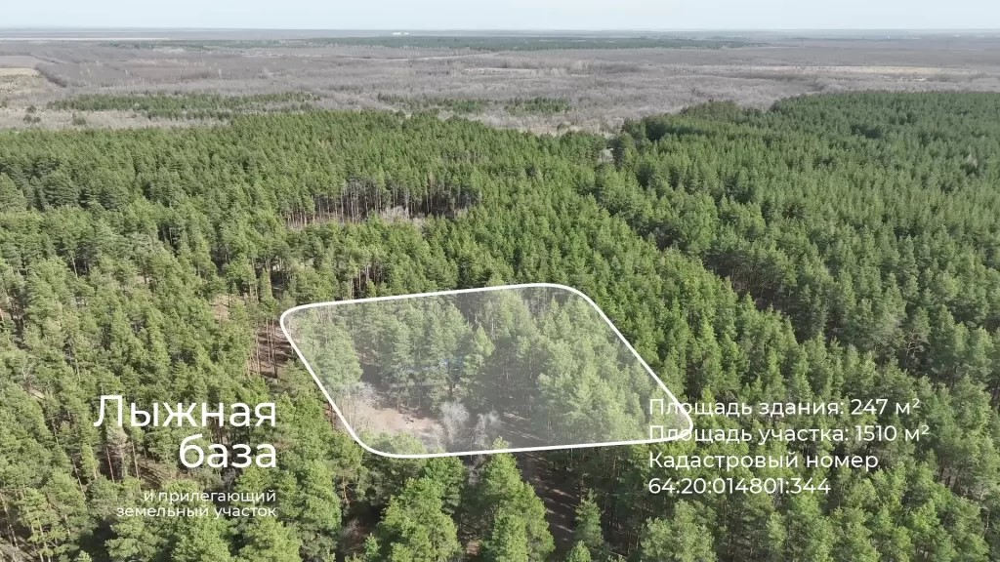 Лыжная
база
и прилегающий
земельный участок
Площадь здания: 247 м²
Площадь участка: 1510 м²
Кадастровый номер
64:20:014801:344